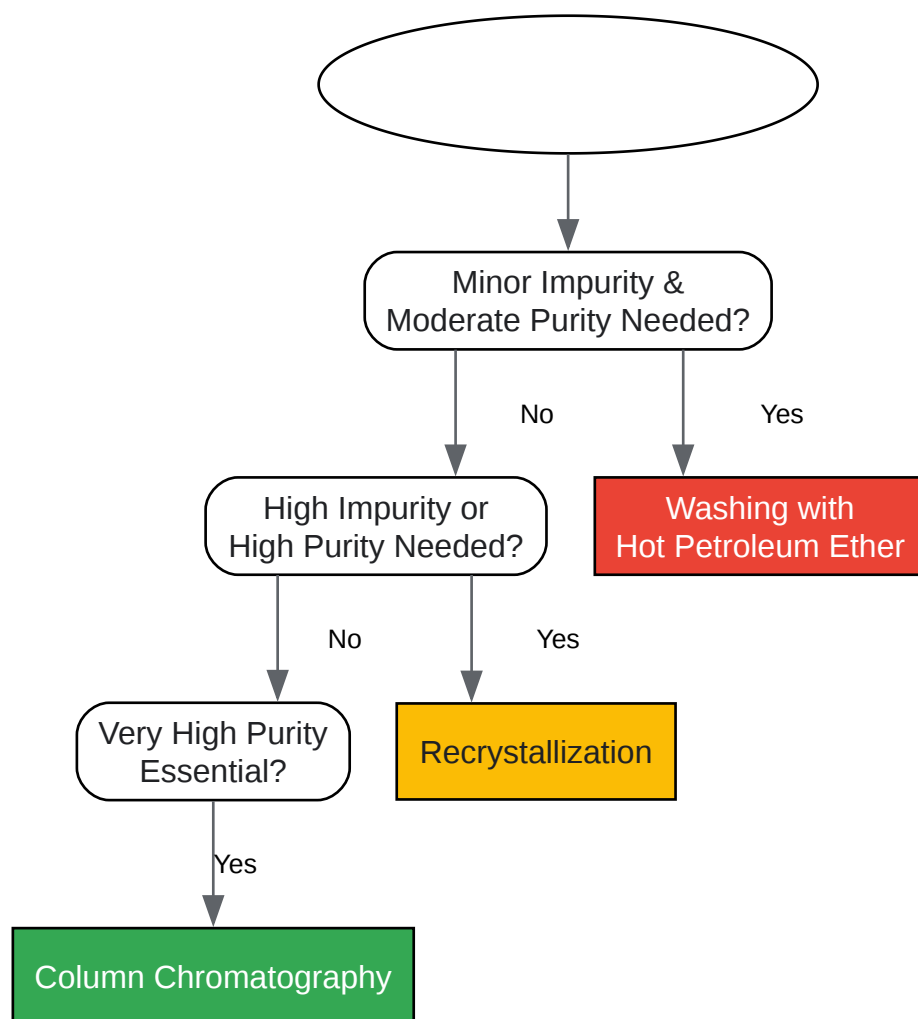 Minor Impurity &
Moderate Purity Needed?
No
Yes
High Impurity or
High Purity Needed?
Washing with
Hot Petroleum Ether
No
Yes
Very High Purity
Essential?
Recrystallization
Yes
Column Chromatography